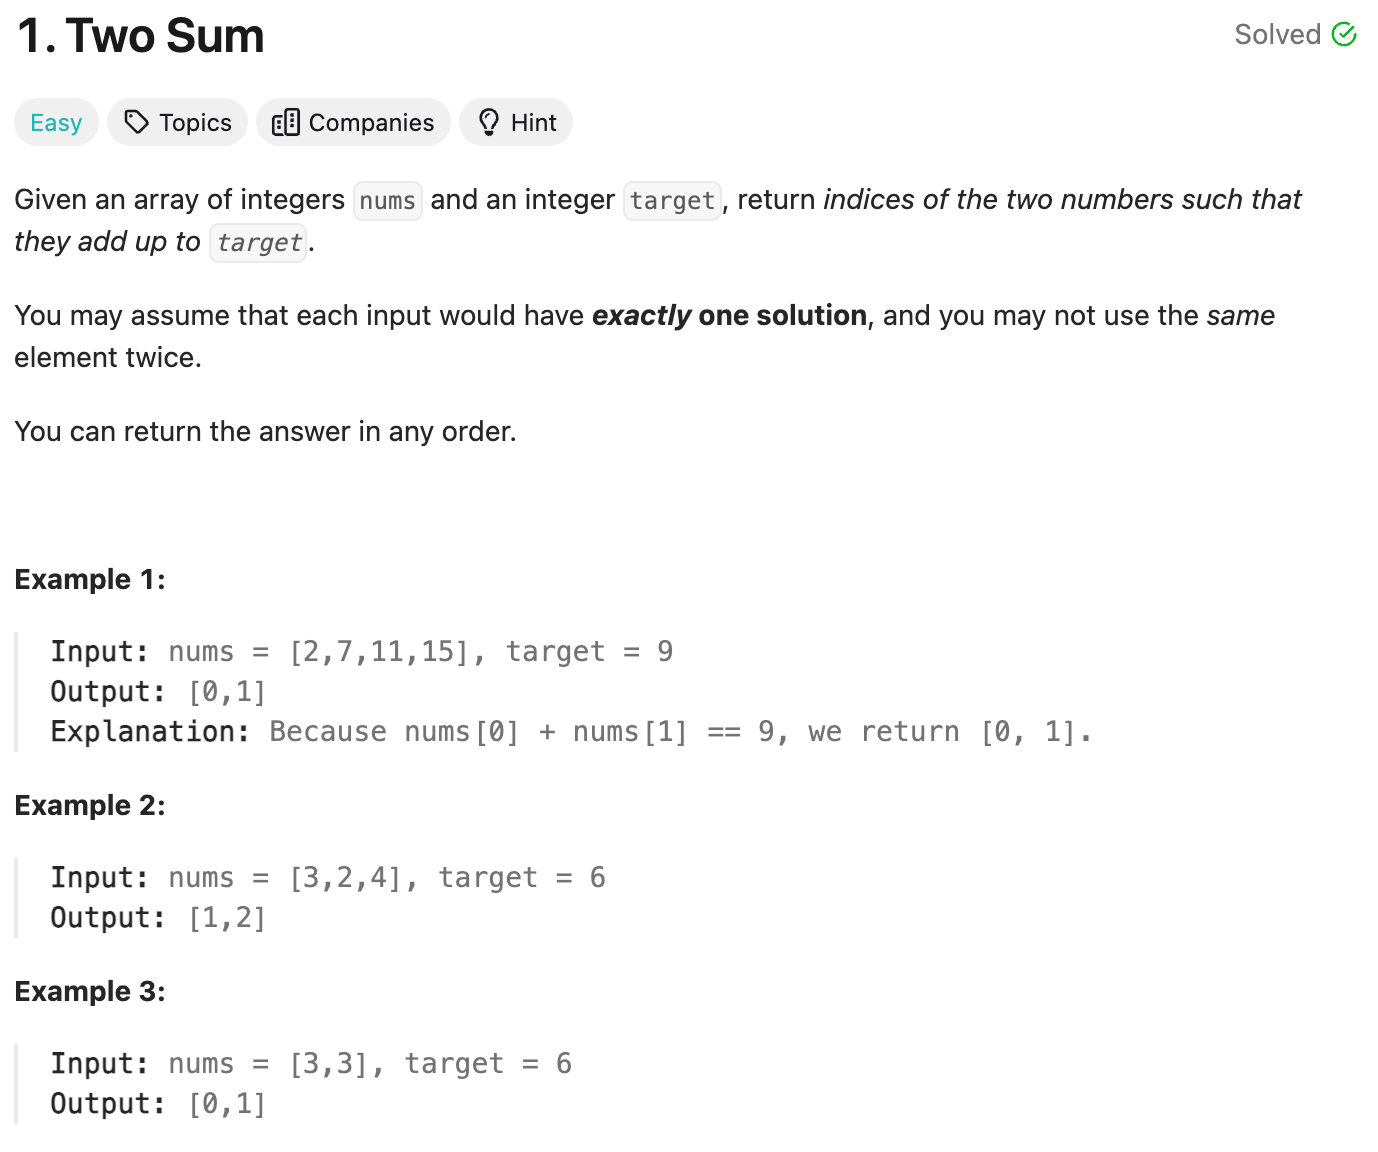 1. Two Sum
Solved
Easy Topics Companies Hint
Given an array of integers nums and an integer target, return indices of the two numbers such that
they add up to target.
You may assume that each input would have exactly one solution, and you may not use the same
element twice.
You can return the answer in any order.
Example 1:
Input: nums = [2,7,11,15], target = 9
Output: [0,1]
Explanation: Because nums[0] + nums[1] == 9, we return [0, 1].
Example 2:
Input: nums = [3,2,4], target = 6
Output: [1,2]
Example 3:
Input: nums = [3,3], target = 6
Output: [0,1]